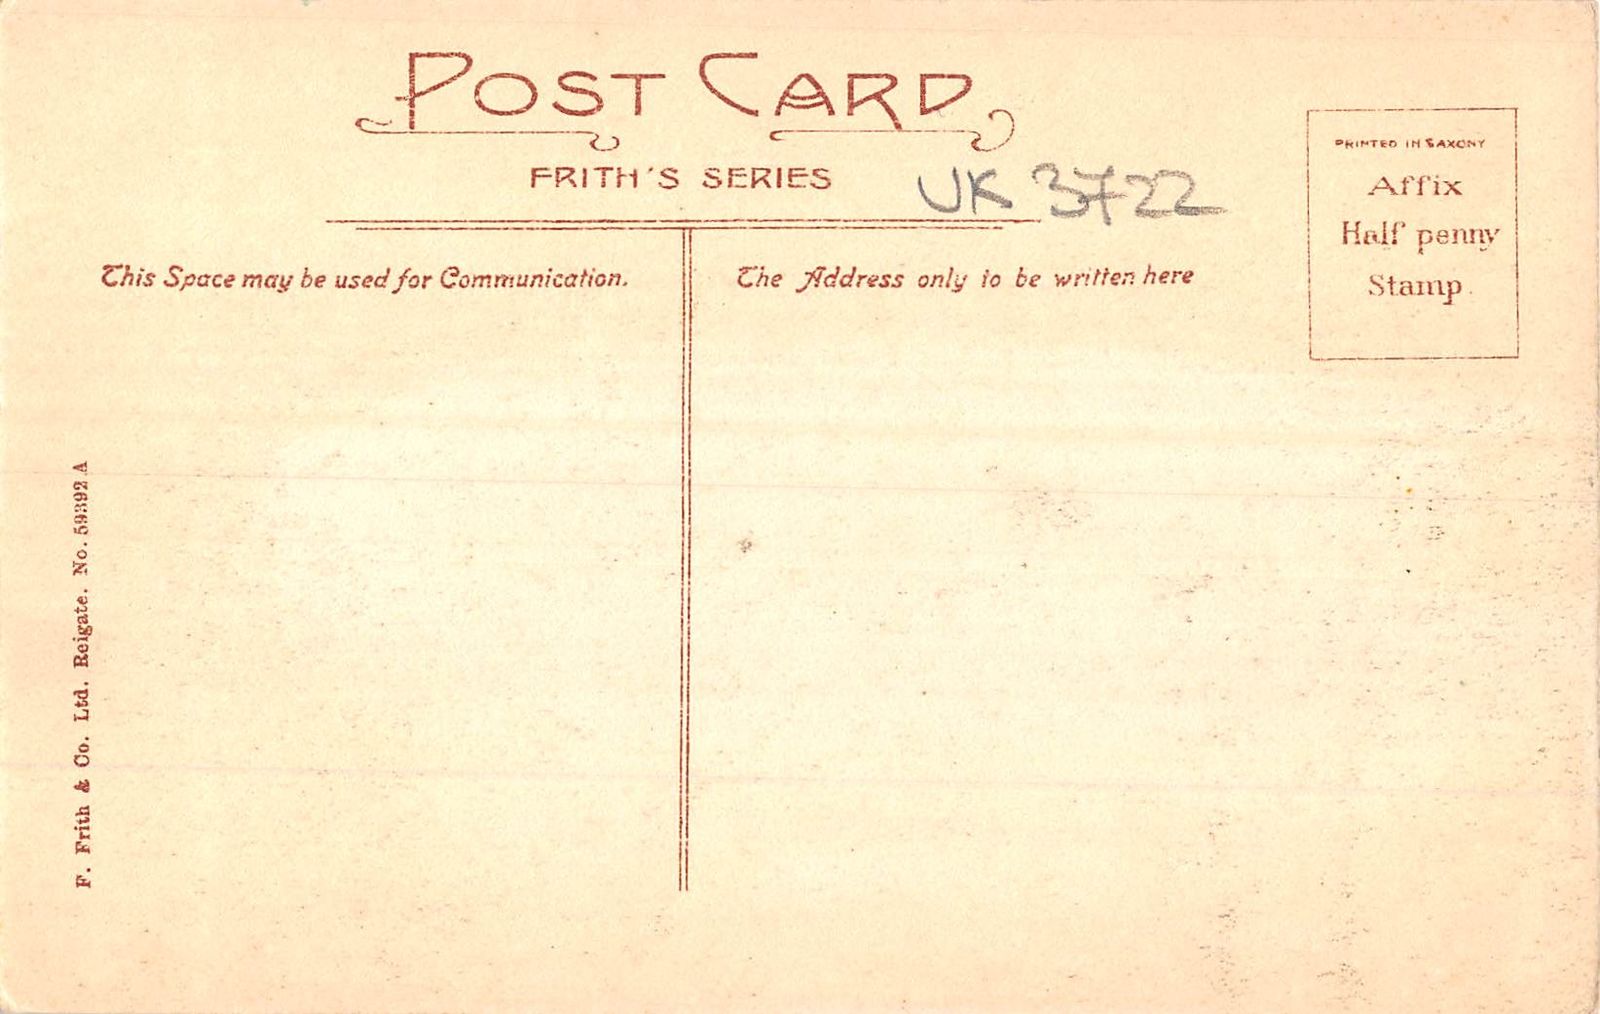 POST CARD
FRITH'S SERIES
UK 3722
This Space may be used for Communication.
The Address only to be written here
PRINTED IN SAXONY
Affix
Half penny
Stamp.
F. Frith & Co. Ltd. Reigate. No. 59392 A